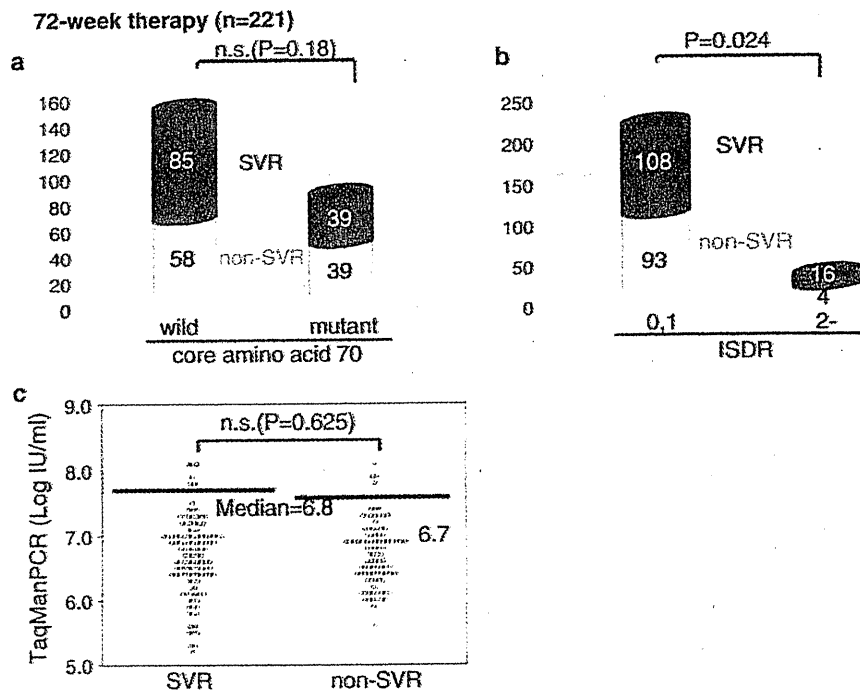 72-week therapy (n=221)
a
n.s.(P=0.18)
160
140
120
100
80
60
40
20
0
85
SVR
58
non-SVR
39
39
wild
mutant
core amino acid 70
b
P=0.024
250
200
150
100
50
0
108
SVR
93
non-SVR
16
4
0,1
2-
ISDR
c
TaqManPCR (Log IU/ml)
9.0
8.0
7.0
6.0
5.0
n.s.(P=0.625)
Median=6.8
6.7
SVR
non-SVR